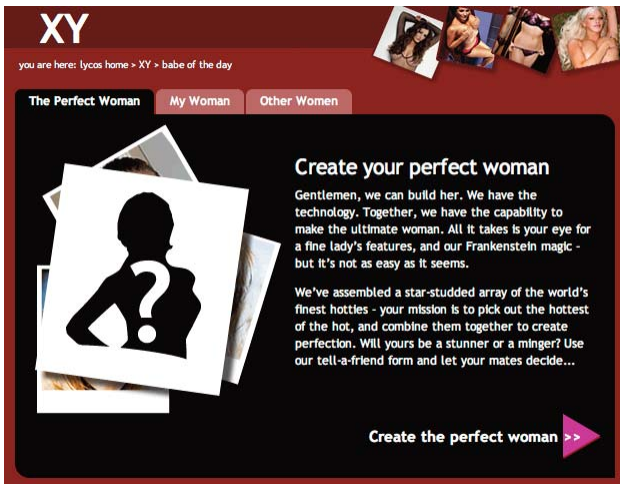 XY
you are here: lycos home > XY > babe of the day
The Perfect Woman
My Woman
Other Women
?
Create your perfect woman
Gentlemen, we can build her. We have the
technology. Together, we have the capability to
make the ultimate woman. All it takes is your eye for
a fine lady's features, and our Frankenstein magic –
but it's not as easy as it seems.
We've assembled a star-studded array of the world's
finest hotties – your mission is to pick out the hottest
of the hot, and combine them together to create
perfection. Will yours be a stunner or a minger? Use
our tell-a-friend form and let your mates decide...
Create the perfect woman >>